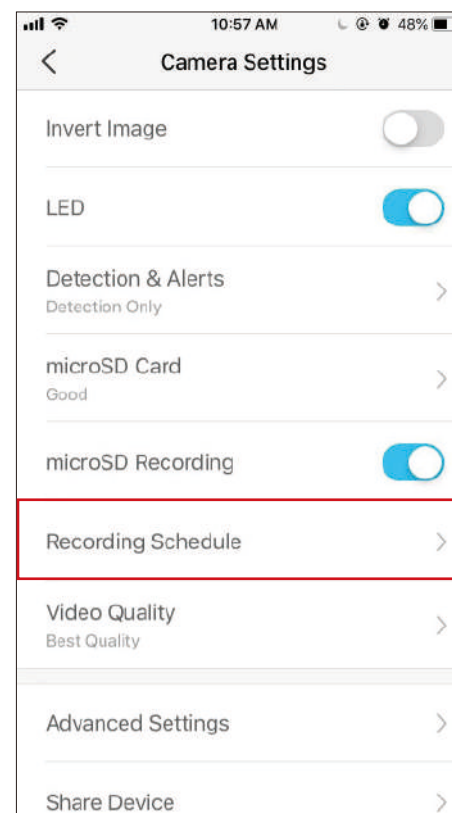 10:57 AM 48%
Camera Settings
Invert Image
LED
Detection & Alerts
Detection Only
microSD Card
Good
microSD Recording
Recording Schedule
Video Quality
Best Quality
Advanced Settings
Share Device